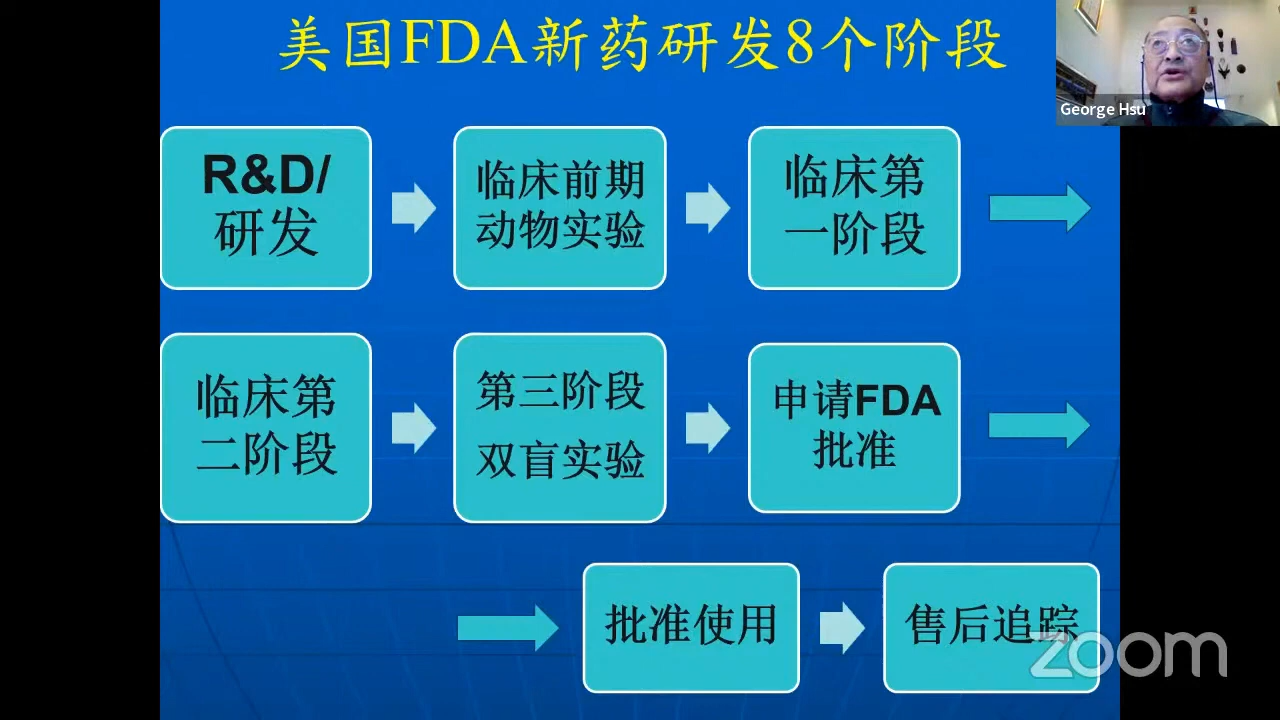 美国FDA新药研发8个阶段
George Hsu
R&D/
研发
临床前期
动物实验
临床第
一阶段
临床第
二阶段
第三阶段
双盲实验
申请FDA
批准
批准使用
售后追踪
zoom